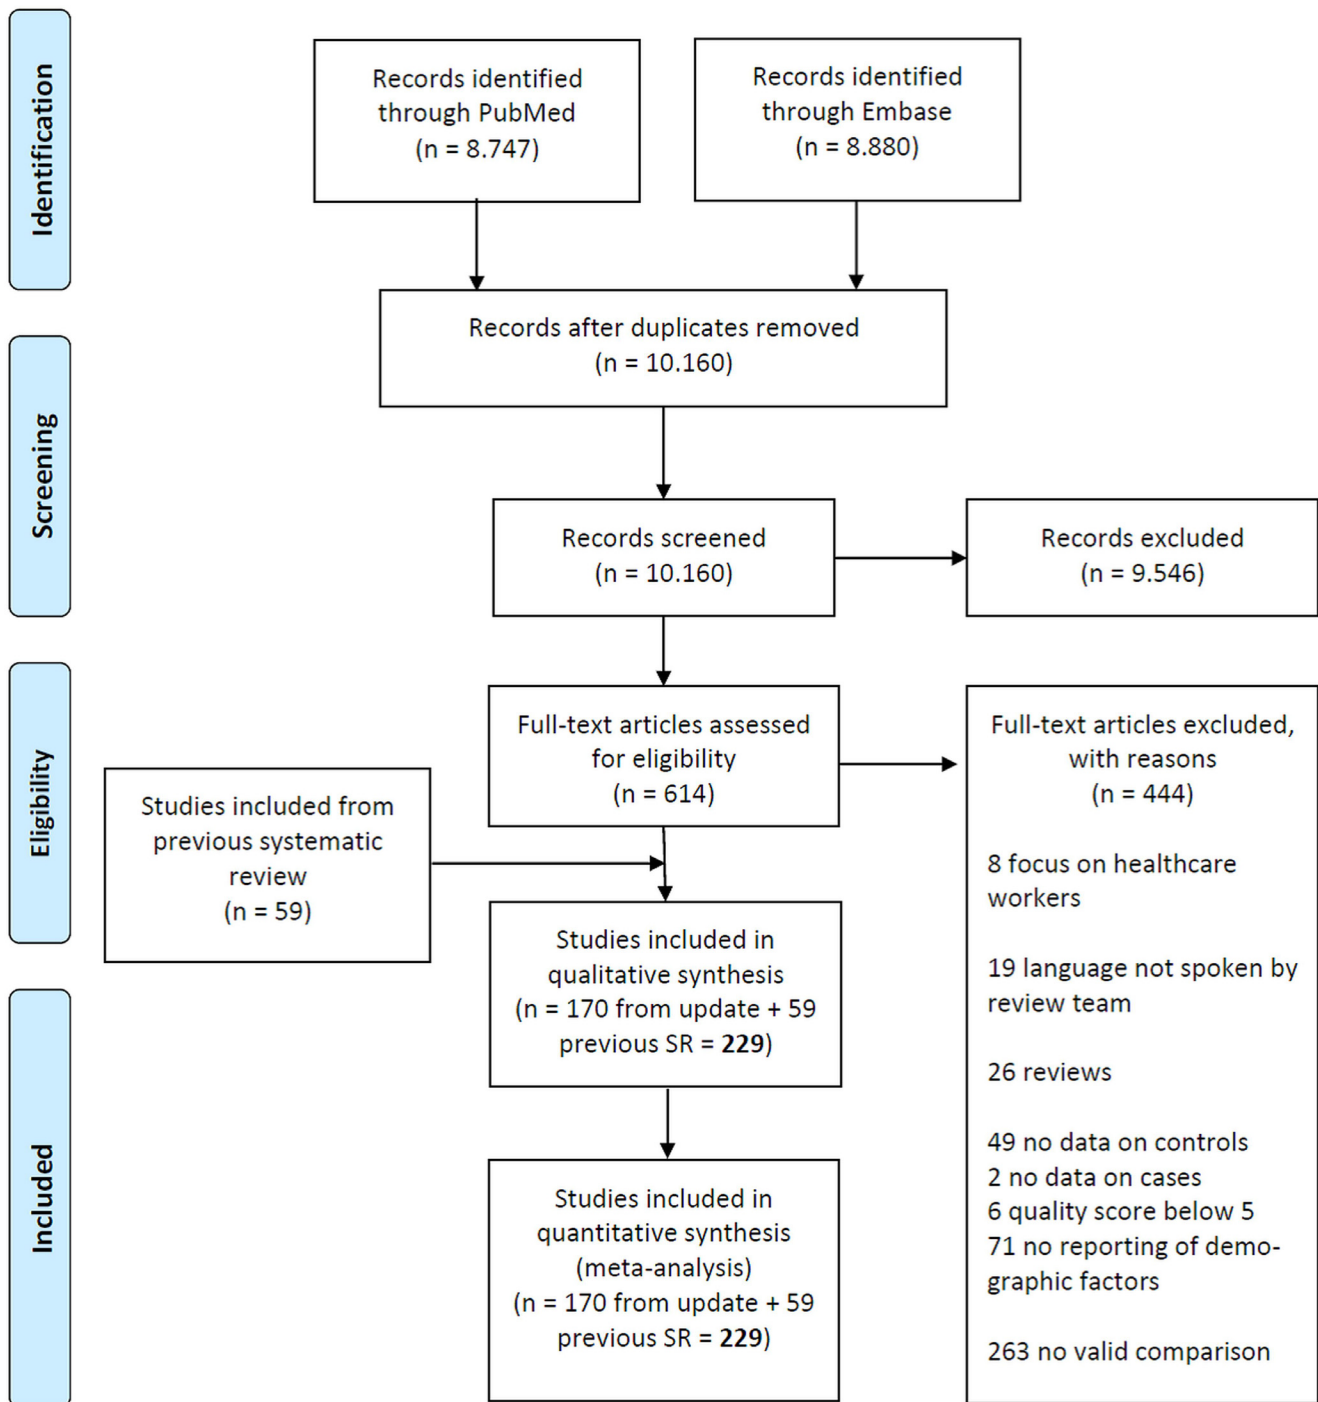 Identification
Records identified
through PubMed
(n = 8.747)
Records identified
through Embase
(n = 8.880)
Records after duplicates removed
(n = 10.160)
Screening
Records screened
(n = 10.160)
Records excluded
(n = 9.546)
Eligibility
Full-text articles assessed
for eligibility
(n = 614)
Full-text articles excluded,
with reasons
(n = 444)
8 focus on healthcare
workers
19 language not spoken by
review team
26 reviews
49 no data on controls
2 no data on cases
6 quality score below 5
71 no reporting of demo-
graphic factors
263 no valid comparison
Studies included from
previous systematic
review
(n = 59)
Studies included in
qualitative synthesis
(n = 170 from update + 59
previous SR = 229)
Included
Studies included in
quantitative synthesis
(meta-analysis)
(n = 170 from update + 59
previous SR = 229)